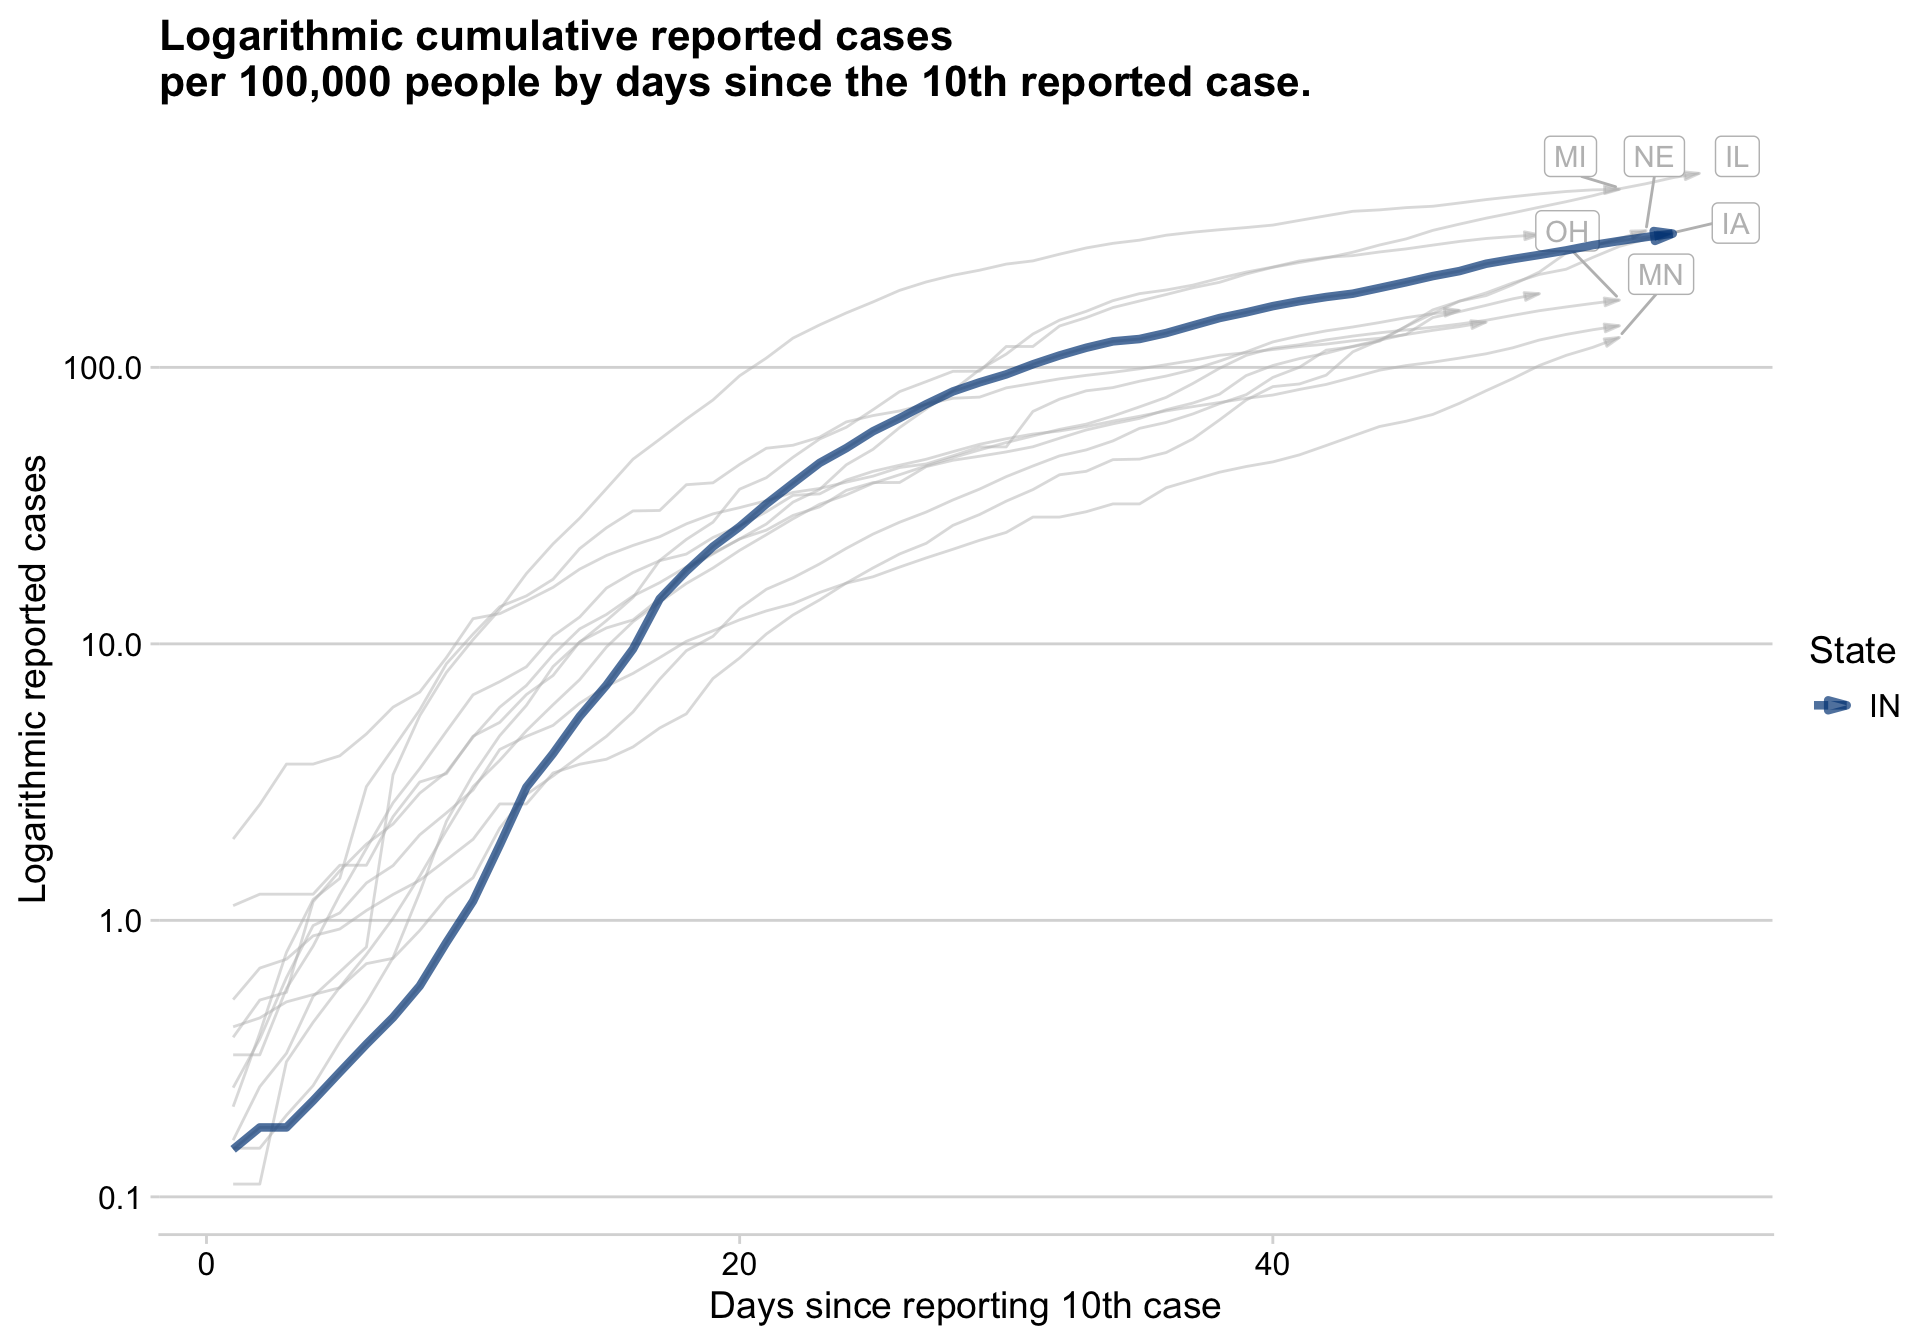 Logarithmic cumulative reported cases
per 100,000 people by days since the 10th reported case.
MI
NE
IL
OH
IA
MN
100.0
10.0
1.0
0.1
Logarithmic reported cases
State
IN
0
20
40
Days since reporting 10th case